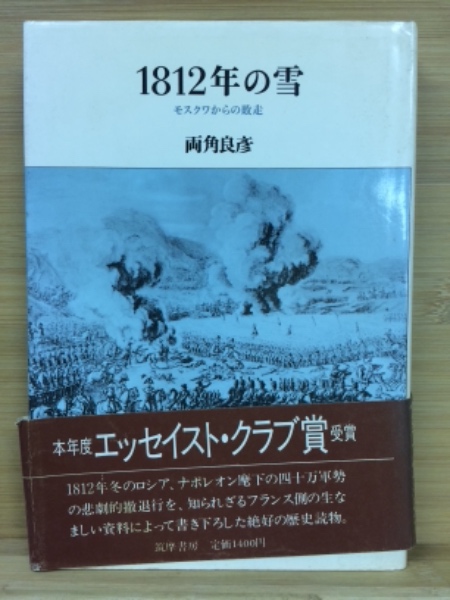 1812年の雪
モスクワからの敗走
両角良彦
本年度エッセイスト・クラブ賞受賞
1812年冬のロシア、ナポレオン麾下の四十万軍勢
の悲劇的撤退行を、知られざるフランス側の生な
ましい資料によって書き下ろした絶好の歴史読物。
筑摩書房 定価1400円